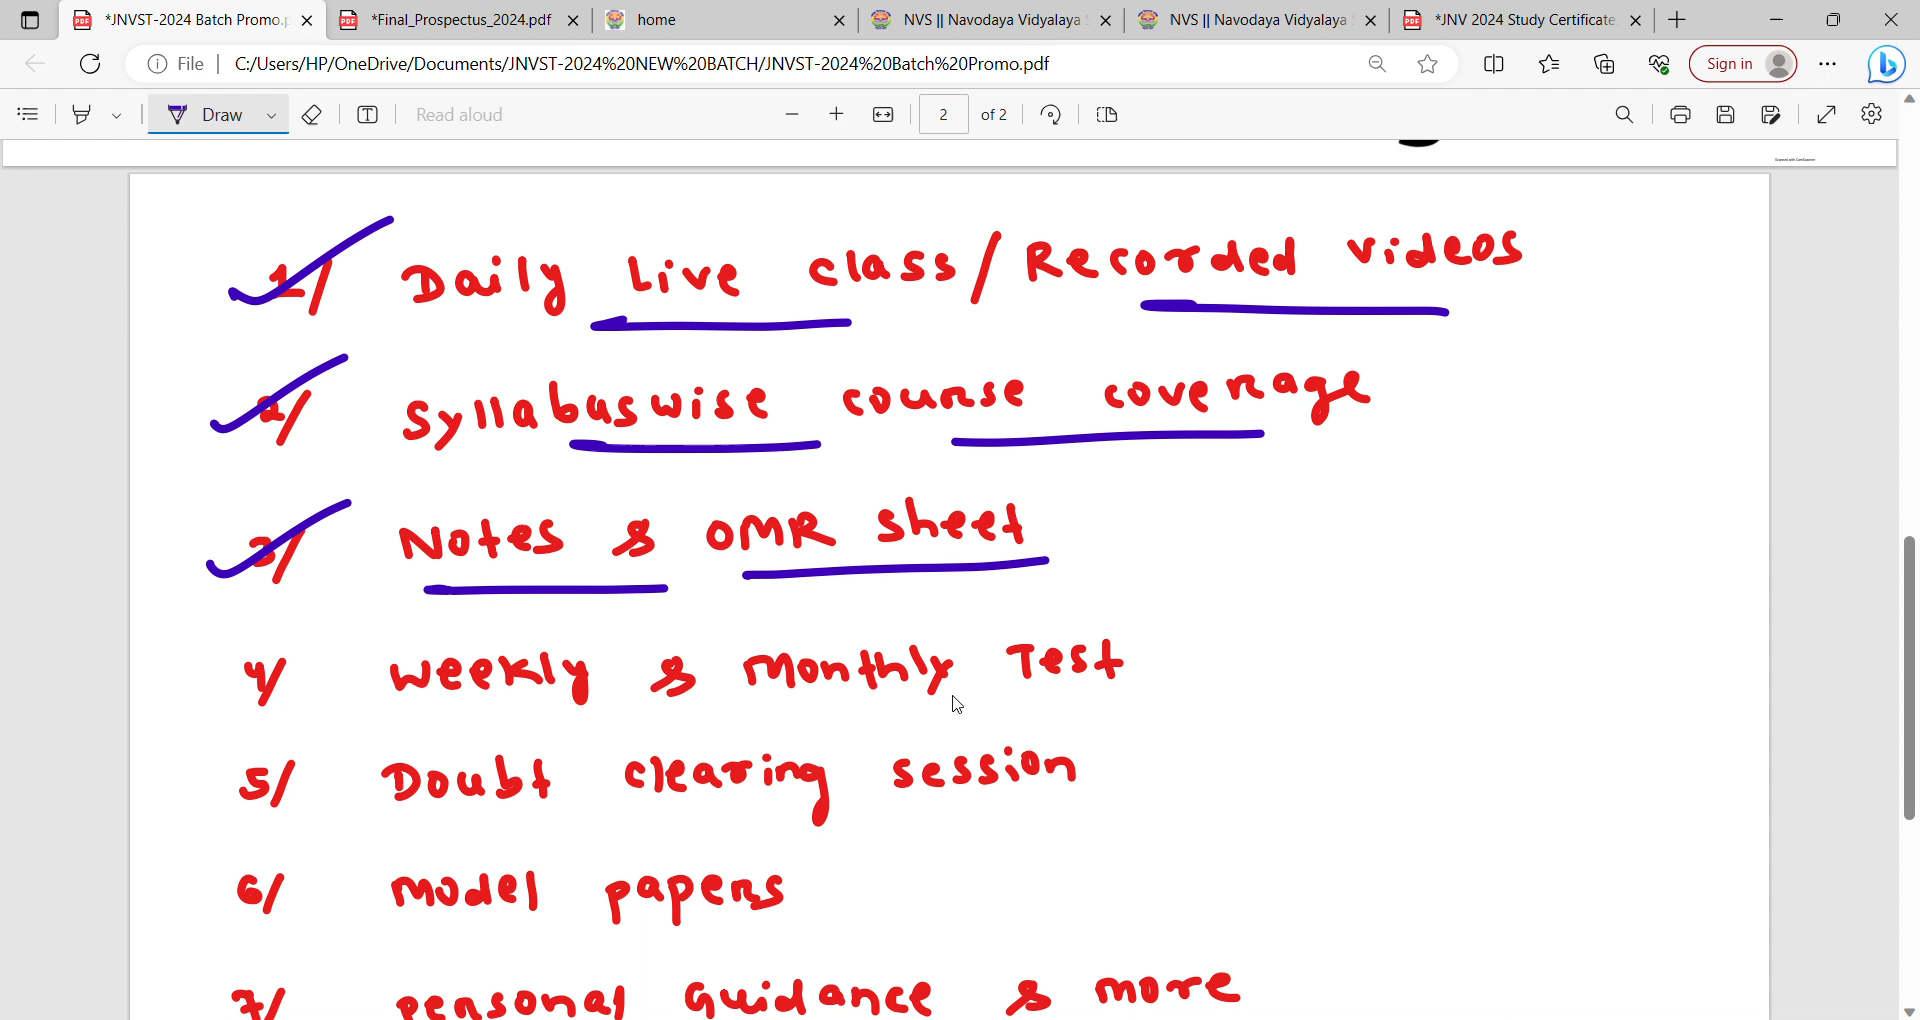 *JNVST-2024 Batch Promo.p
*Final_Prospectus_2024.pdf
home
NVS || Navodaya Vidyalaya S
NVS || Navodaya Vidyalaya S
*JNV 2024 Study Certificate.
File
C:/Users/HP/OneDrive/Documents/JNVST-2024%20NEW%20BATCH/JNVST-2024%20Batch%20Promo.pdf
Sign in
Draw
Read aloud
2 of 2
Scanned with CamScanner
1/ Daily Live class/Recorded videos
2/ Syllabuswise course coverage
3/ Notes & OMR sheet
4/ Weekly & Monthly Test
5/ Doubt clearing session
6/ Model papers
7/ Personal Guidance & more